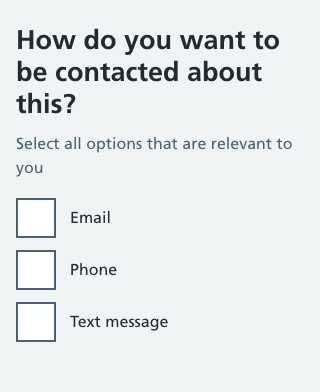 How do you want to
be contacted about
this?
Select all options that are relevant to
you
Email
Phone
Text message